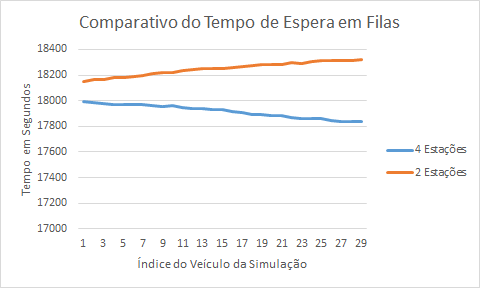 Comparativo do Tempo de Espera em Filas
18400
18200
18000
17800
17600
17400
17200
17000
Tempo em Segundos
1 3 5 7 9 11 13 15 17 19 21 23 25 27 29
Índice do Veículo da Simulação
4 Estações
2 Estações